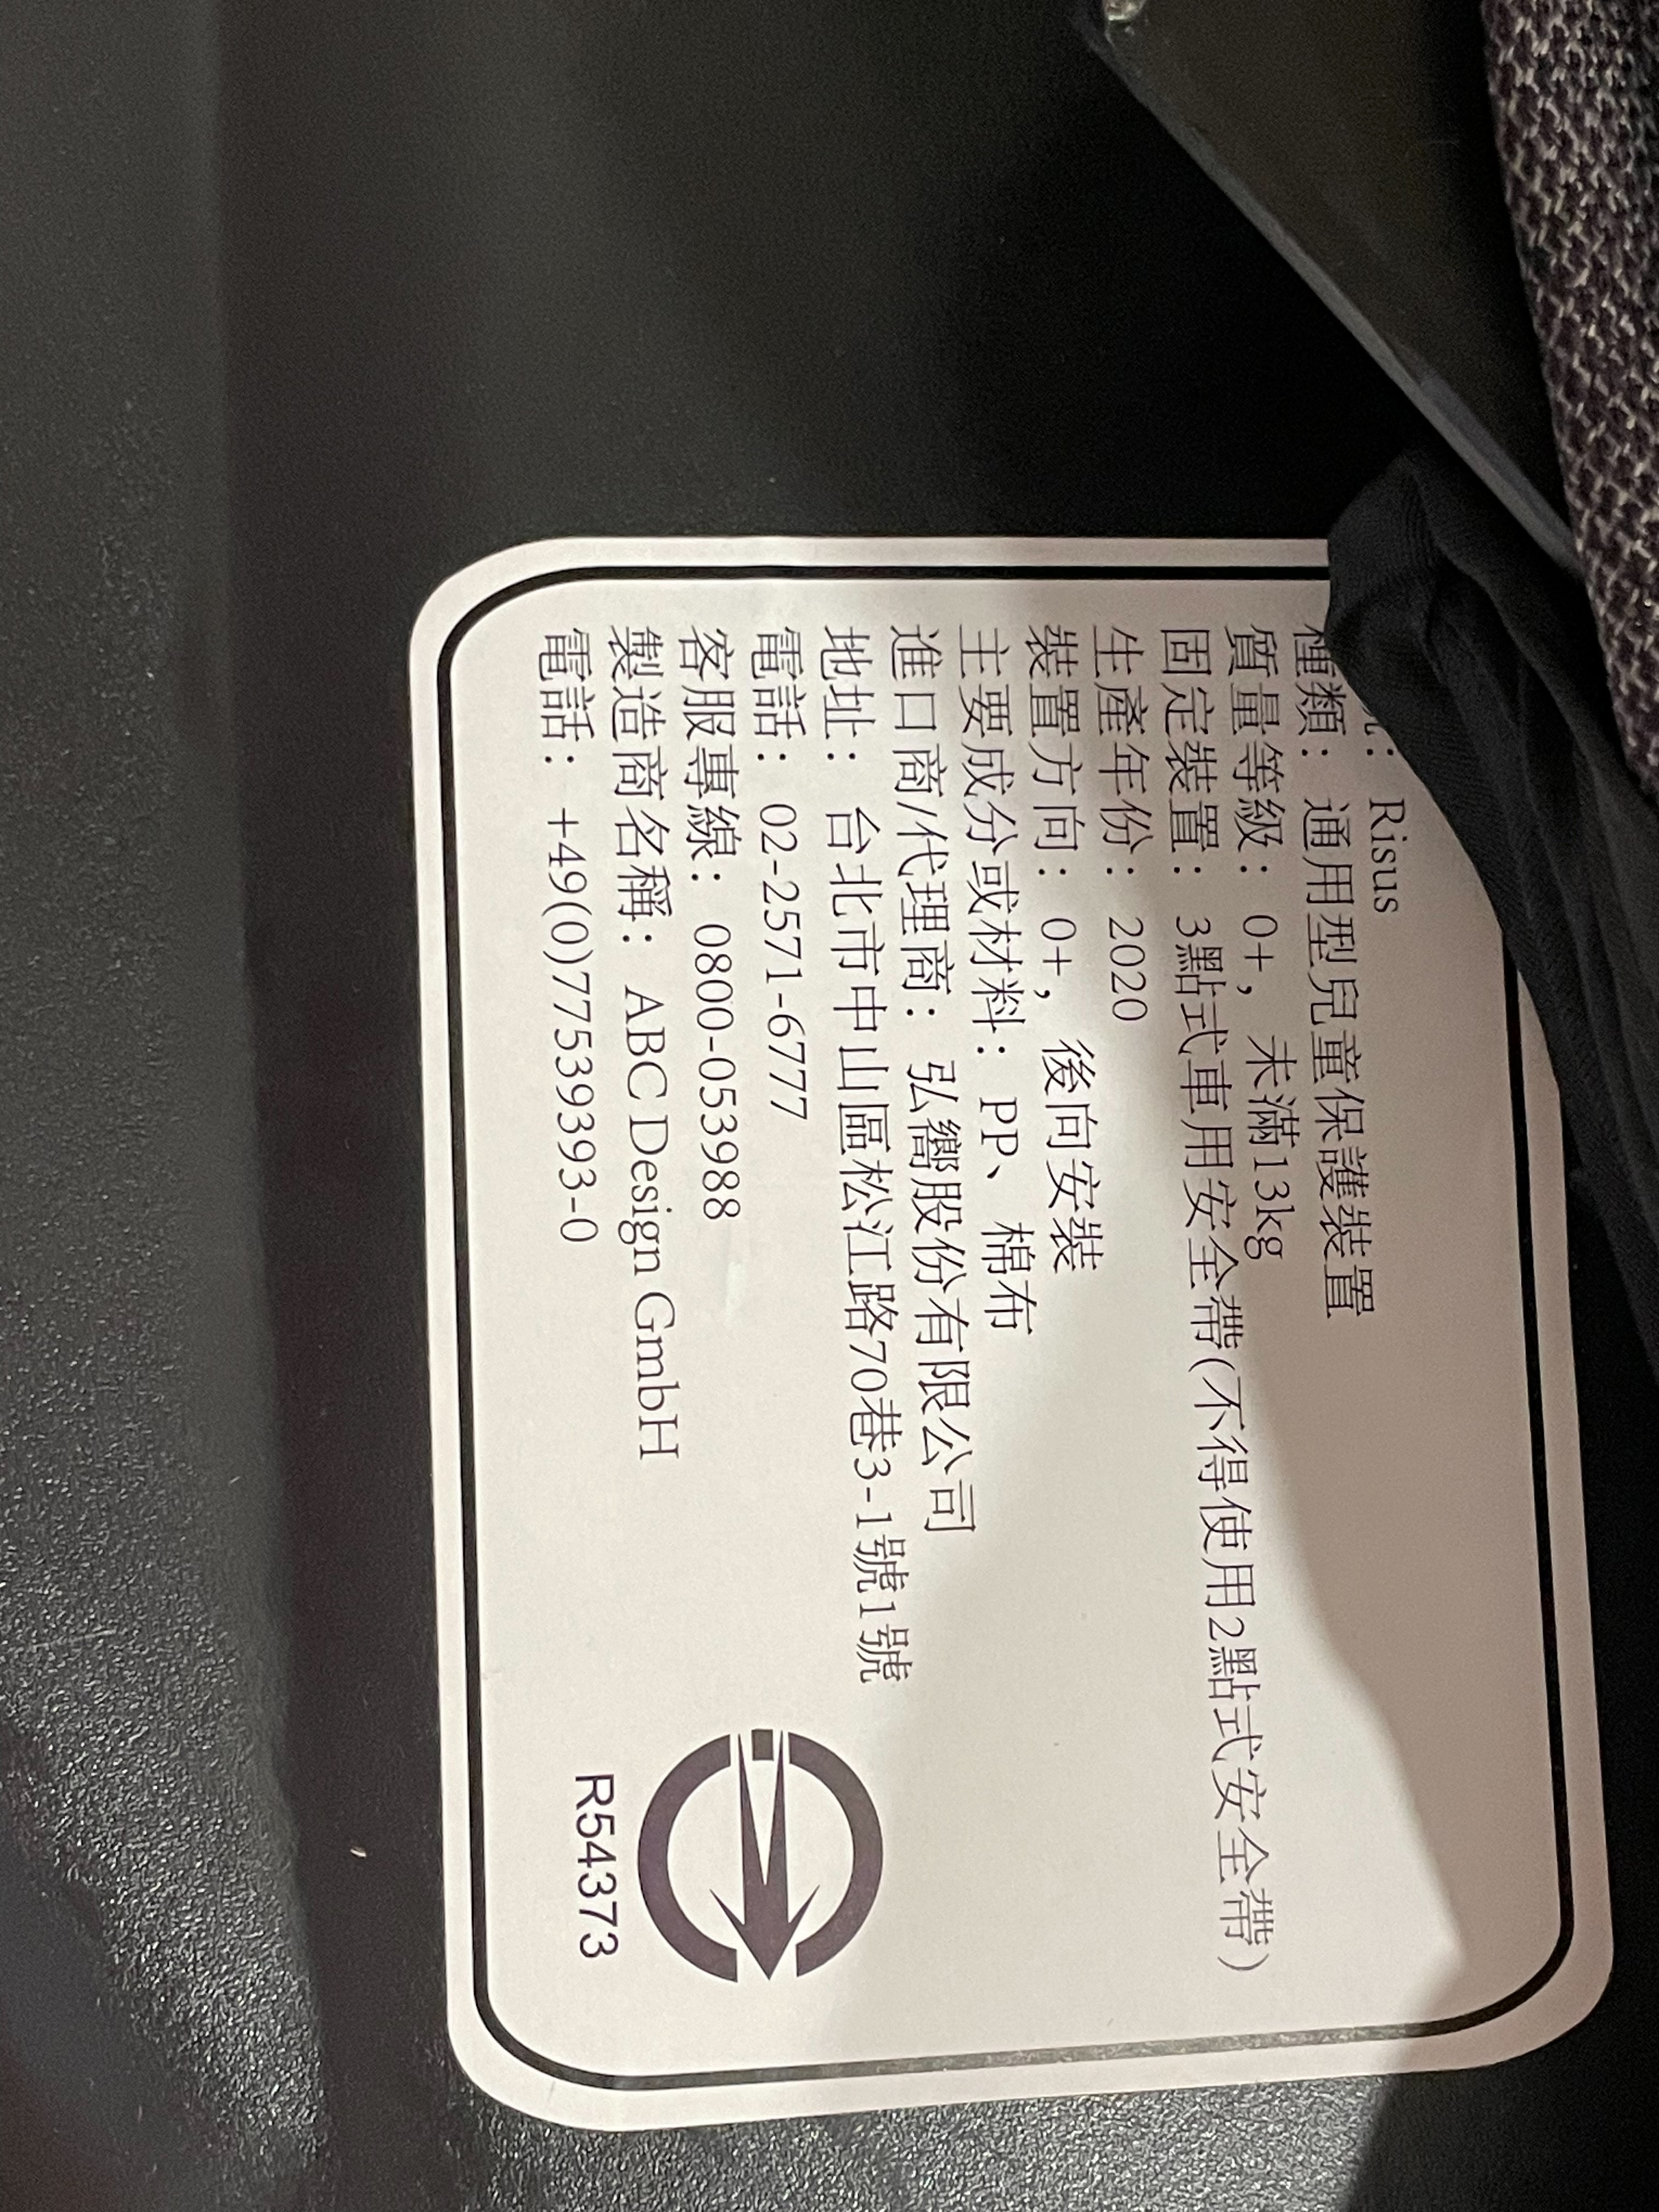 : Risus
種類: 通用型兒童保護裝置
質量等級: 0+, 未滿13kg
固定裝置: 3點式車用安全帶(不得使用2點式安全帶)
生產年份: 2020
裝置方向: 0+, 後向安裝
主要成分或材料: PP、棉布
進口商/代理商: 弘嚮股份有限公司
地址: 台北市中山區松江路70巷3-1號1號
電話: 02-2571-6777
客服專線: 0800-053988
製造商名稱: ABC Design GmbH
電話: +49(0)77539393-0
R54373